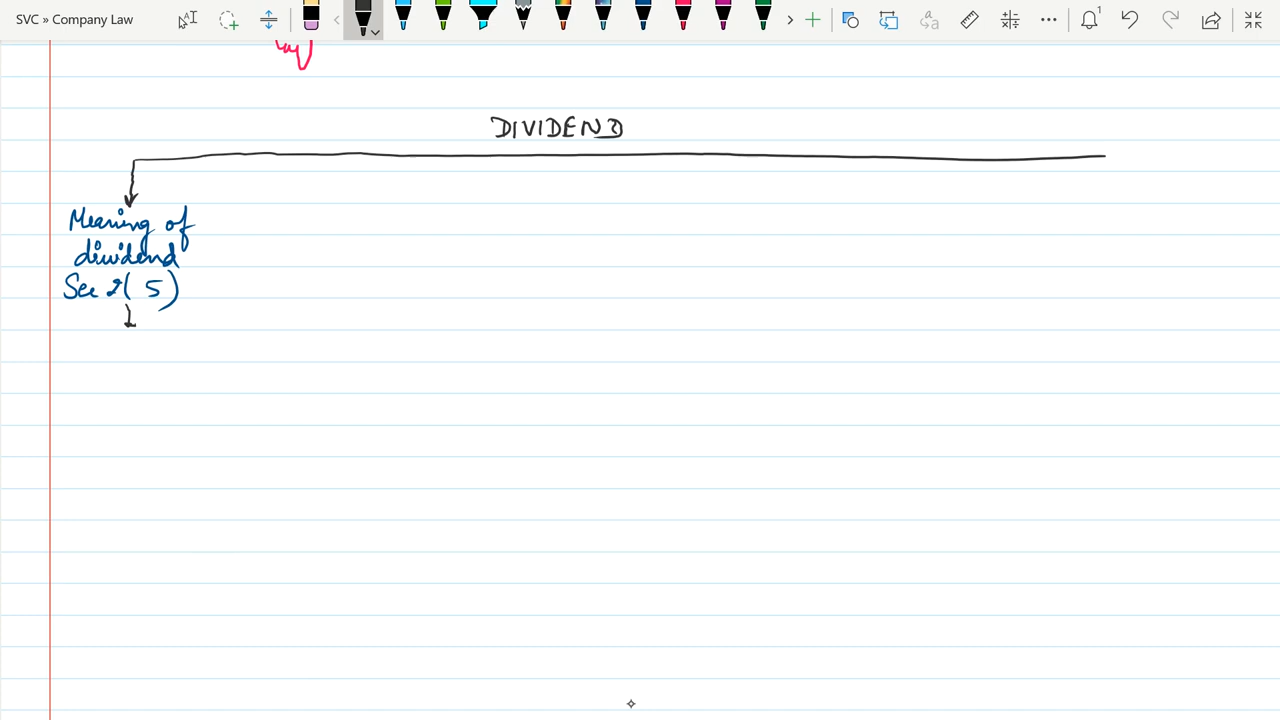 SVC » Company Law
DIVIDEND
Meaning of
dividend
Sec 2( 5)